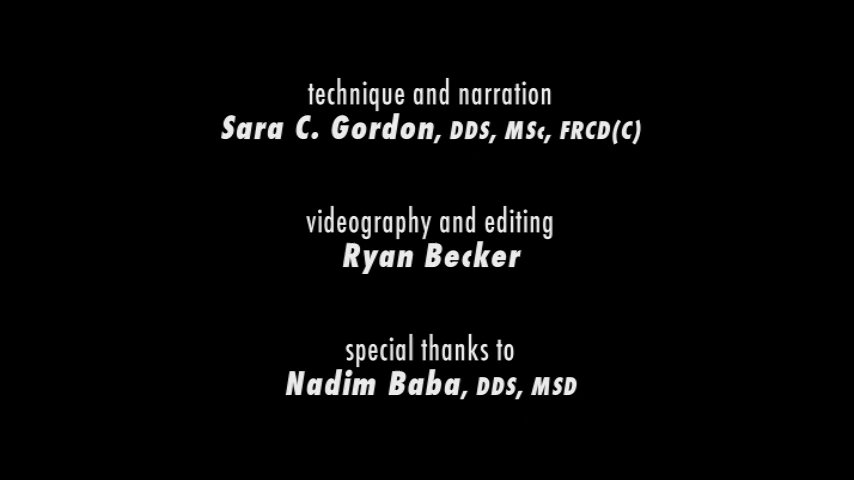 technique and narration
Sara C. Gordon, DDS, MSc, FRCD(C)
videography and editing
Ryan Becker
special thanks to
Nadim Baba, DDS, MSD